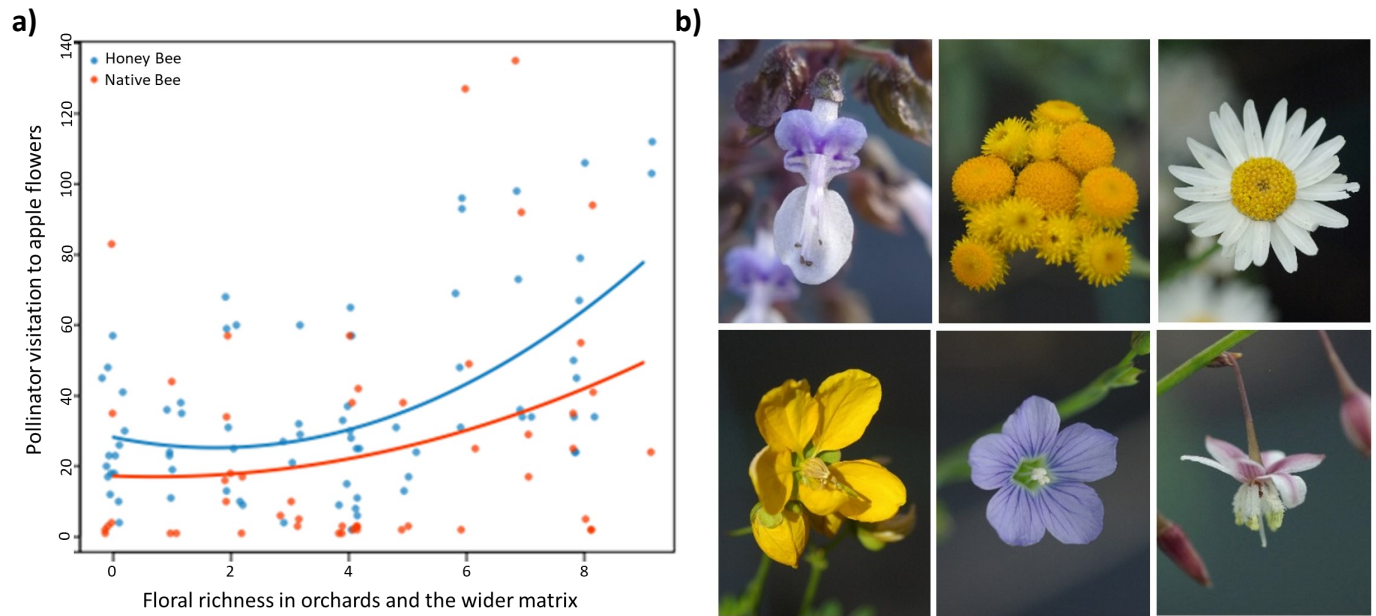 a)
b)
140
Honey Bee
Native Bee
120
100
80
60
40
20
0
Pollinator visitation to apple flowers
0 2 4 6 8
Floral richness in orchards and the wider matrix